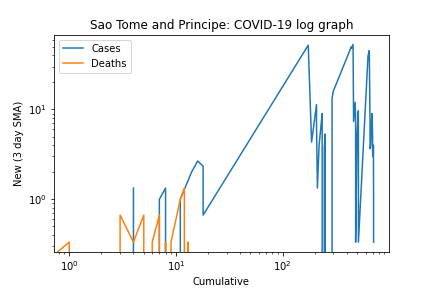 Sao Tome and Principe: COVID-19 log graph
Cases
Deaths
New (3 day SMA)
10¹
10⁰
10⁰
10¹
10²
Cumulative